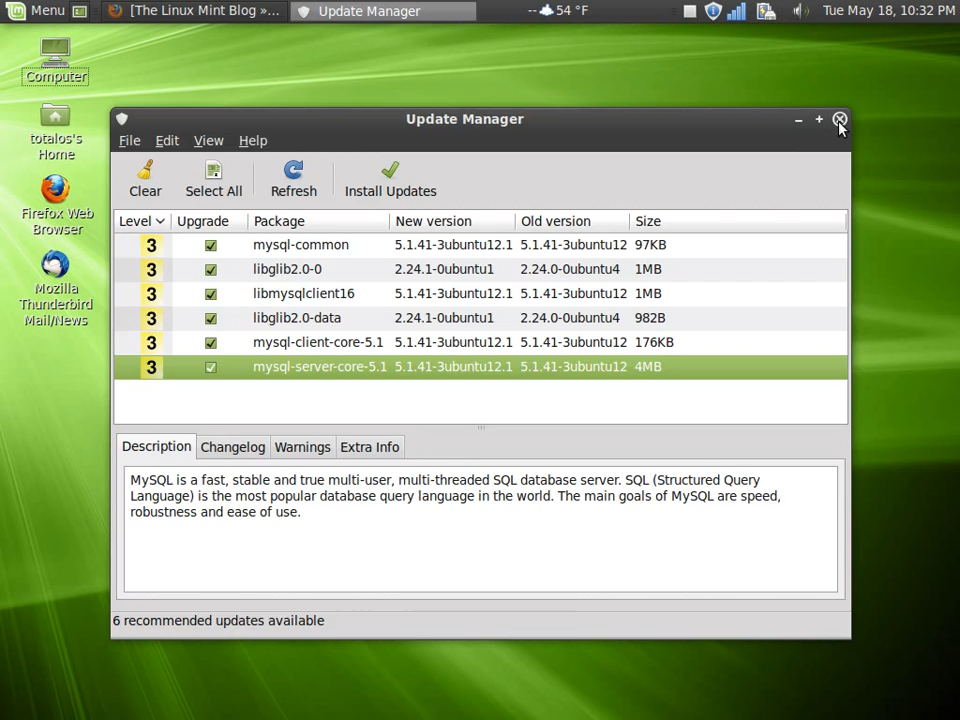 Menu [The Linux Mint Blog »... Update Manager -- 54 °F Tue May 18, 10:32 PM
Computer
totalos's
Home
Firefox Web
Browser
Mozilla
Thunderbird
Mail/News
Update Manager
File Edit View Help
Clear Select All Refresh Install Updates
Level Upgrade Package New version Old version Size
3 mysql-common 5.1.41-3ubuntu12.1 5.1.41-3ubuntu12 97KB
3 libglib2.0-0 2.24.1-0ubuntu1 2.24.0-0ubuntu4 1MB
3 libmysqlclient16 5.1.41-3ubuntu12.1 5.1.41-3ubuntu12 1MB
3 libglib2.0-data 2.24.1-0ubuntu1 2.24.0-0ubuntu4 982B
3 mysql-client-core-5.1 5.1.41-3ubuntu12.1 5.1.41-3ubuntu12 176KB
3 mysql-server-core-5.1 5.1.41-3ubuntu12.1 5.1.41-3ubuntu12 4MB
Description Changelog Warnings Extra Info
MySQL is a fast, stable and true multi-user, multi-threaded SQL database server. SQL (Structured Query
Language) is the most popular database query language in the world. The main goals of MySQL are speed,
robustness and ease of use.
6 recommended updates available